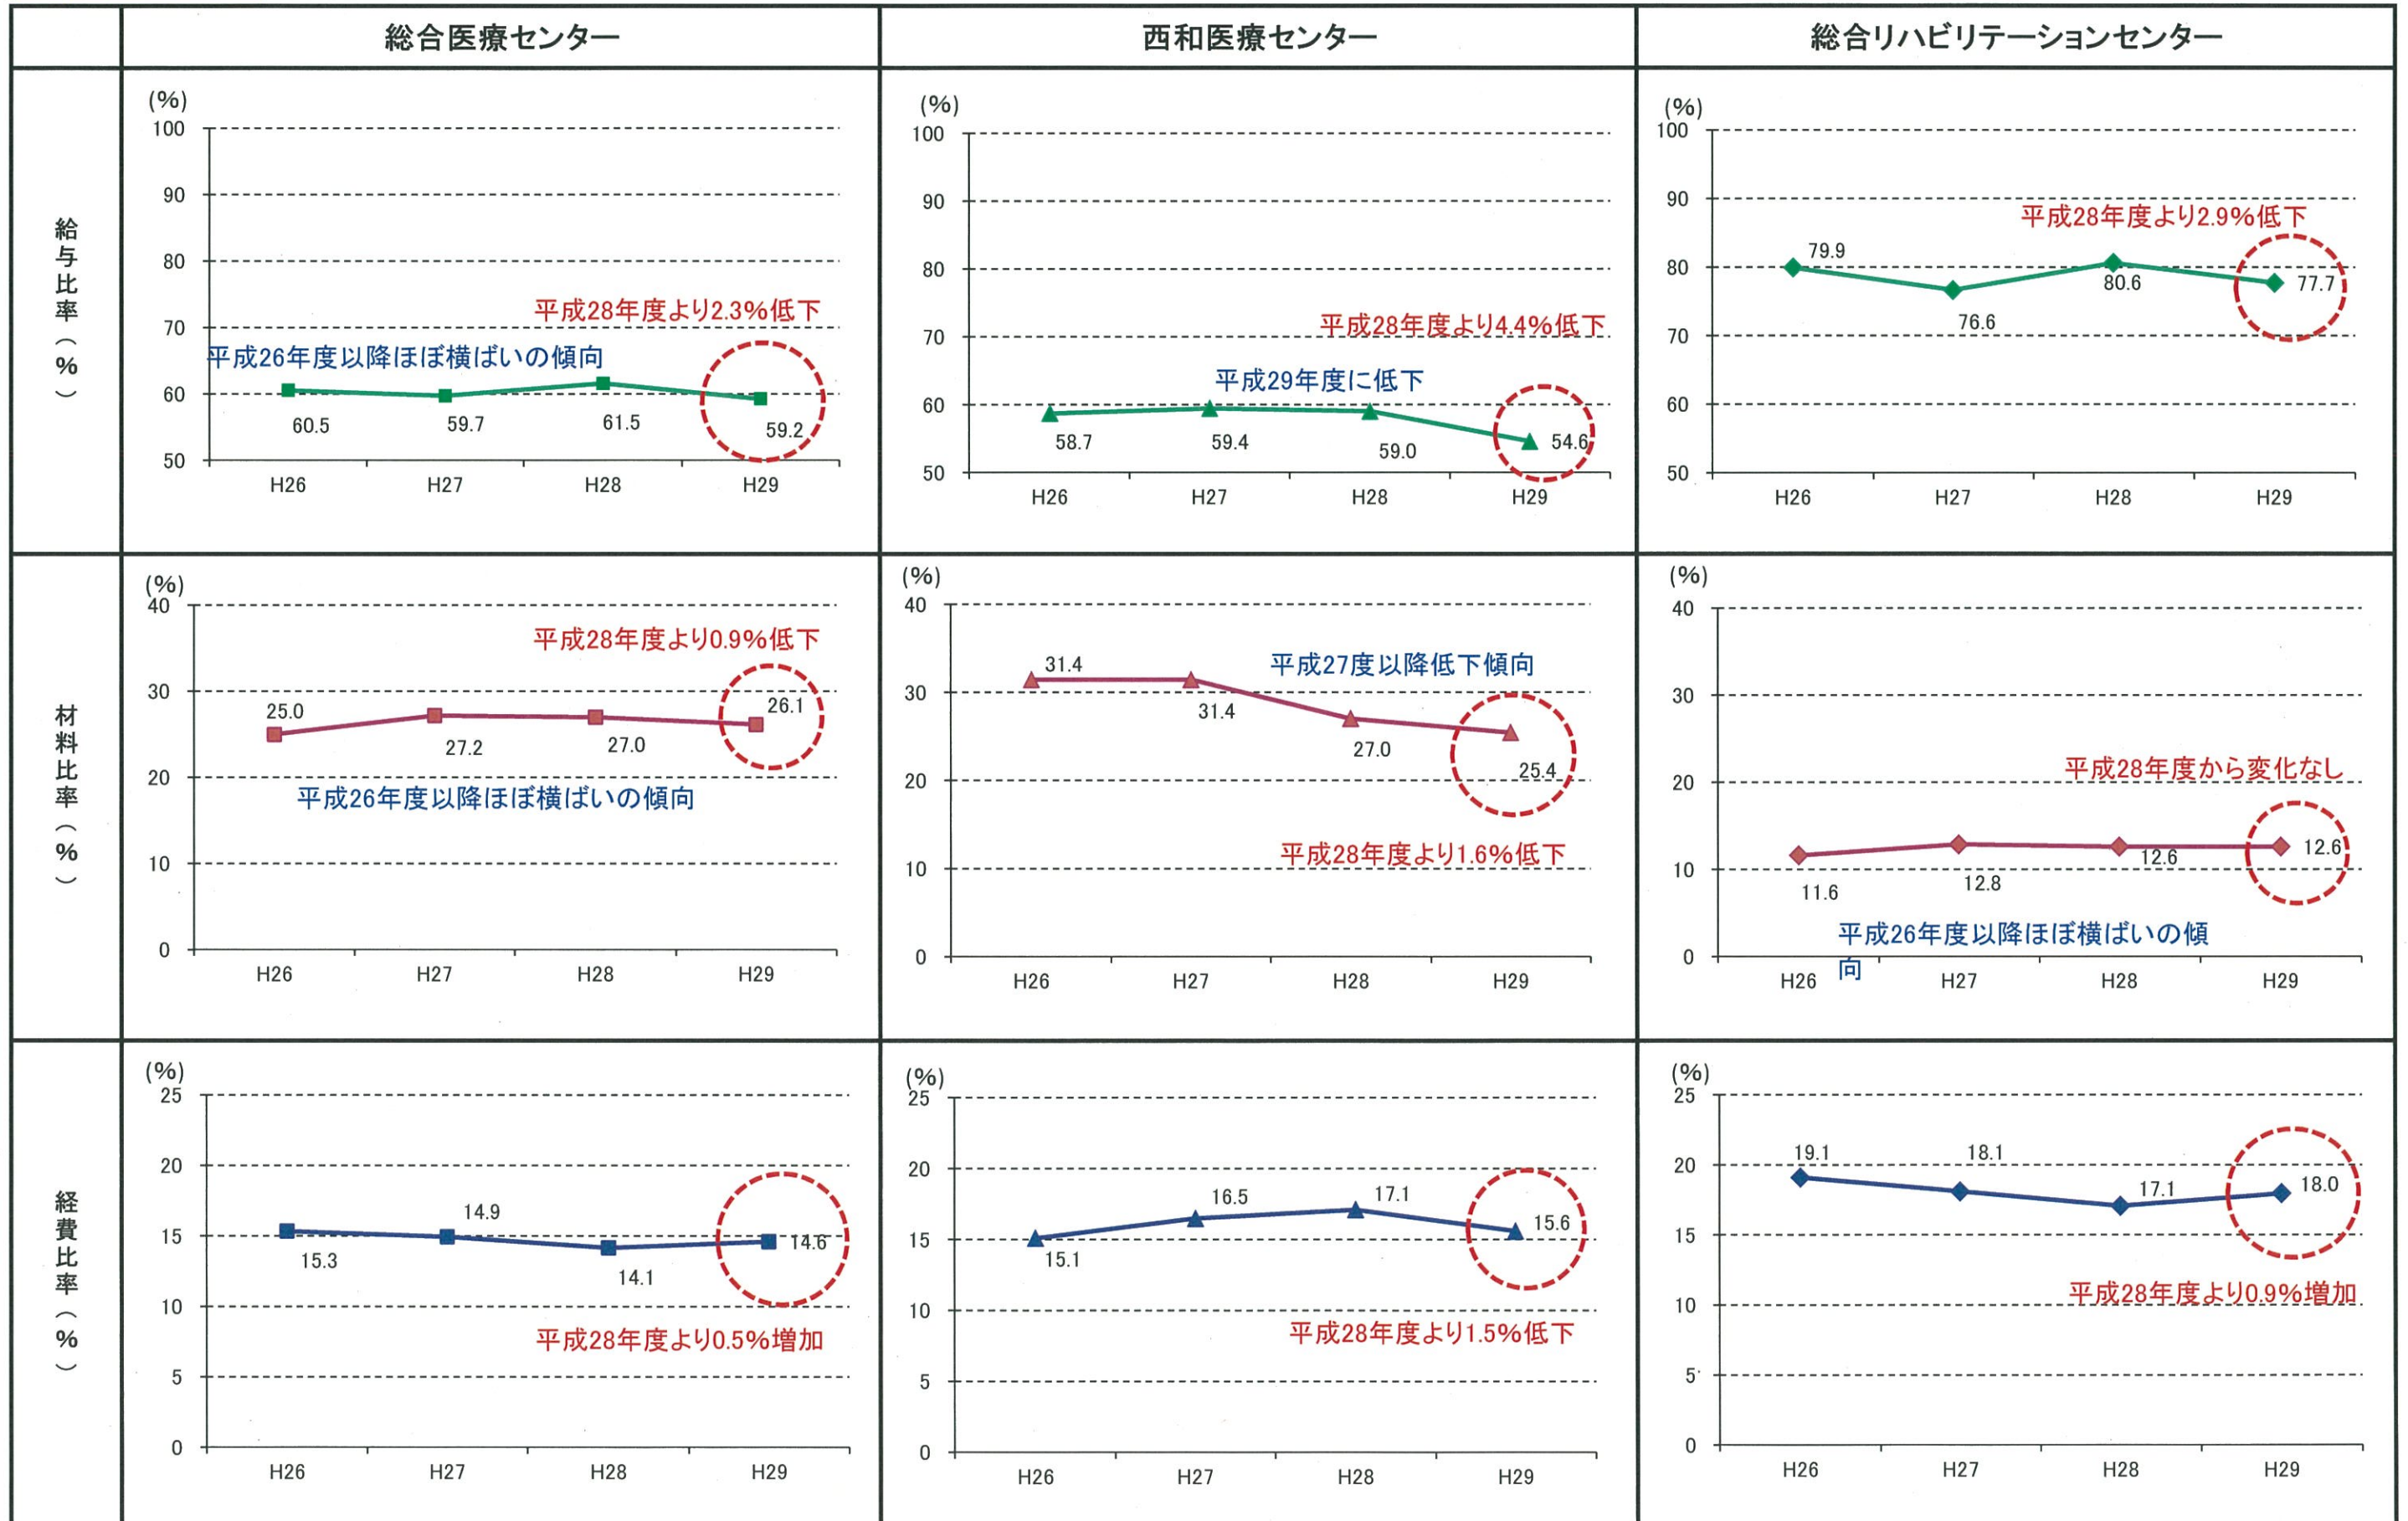 総合医療センター
西和医療センター
総合リハビリテーションセンター
給与比率(%)
(%)
100
90
80
70
60
50
平成28年度より2.3%低下
平成26年度以降ほぼ横ばいの傾向
60.5
59.7
61.5
59.2
H26
H27
H28
H29
(%)
100
90
80
70
60
50
平成28年度より4.4%低下
平成29年度に低下
58.7
59.4
59.0
54.6
H26
H27
H28
H29
(%)
100
90
80
70
60
50
平成28年度より2.9%低下
79.9
76.6
80.6
77.7
H26
H27
H28
H29
材料比率(%)
(%)
40
30
20
10
0
平成28年度より0.9%低下
25.0
27.2
27.0
26.1
平成26年度以降ほぼ横ばいの傾向
H26
H27
H28
H29
(%)
40
30
20
10
0
31.4
平成27度以降低下傾向
31.4
27.0
25.4
平成28年度より1.6%低下
H26
H27
H28
H29
(%)
40
30
20
10
0
平成28年度から変化なし
11.6
12.8
12.6
12.6
平成26年度以降ほぼ横ばいの傾
向
H26
H27
H28
H29
経費比率(%)
(%)
25
20
15
10
5
0
15.3
14.9
14.1
14.6
平成28年度より0.5%増加
H26
H27
H28
H29
(%)
25
20
15
10
5
0
15.1
16.5
17.1
15.6
平成28年度より1.5%低下
H26
H27
H28
H29
(%)
25
20
15
10
5
0
19.1
18.1
17.1
18.0
平成28年度より0.9%増加
H26
H27
H28
H29